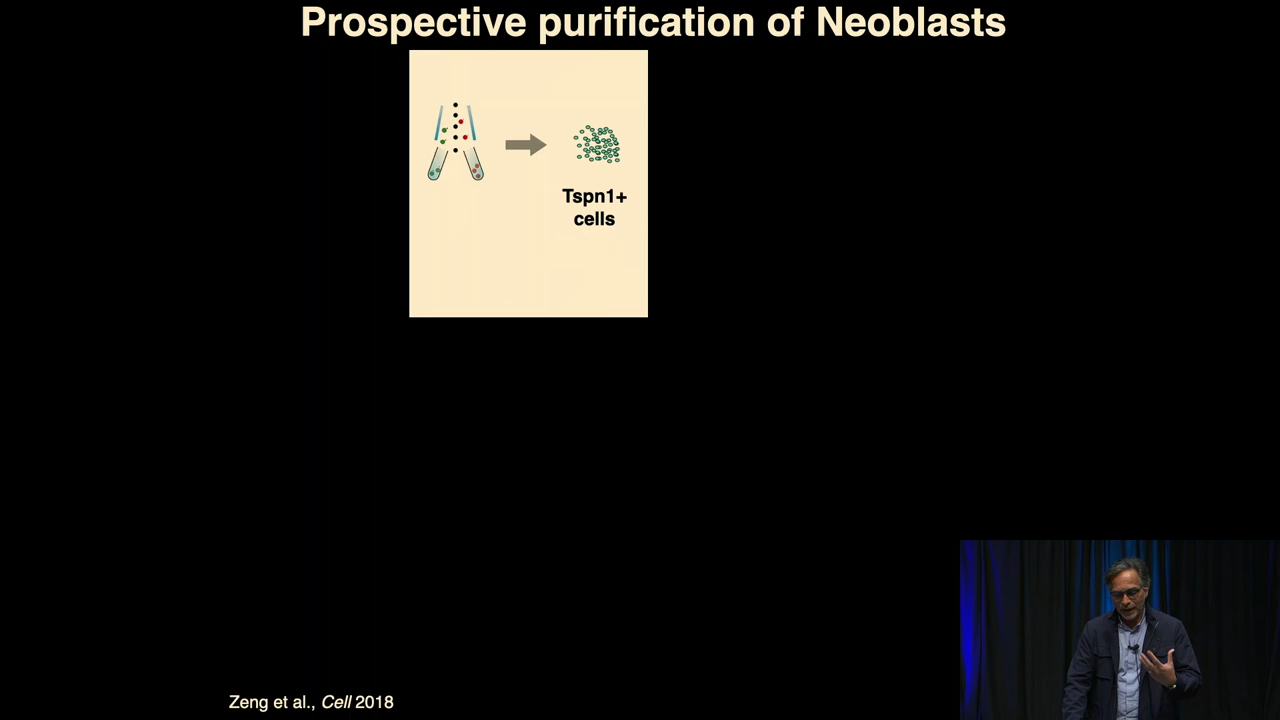 Prospective purification of Neoblasts
Tspn1+
cells
Zeng et al., Cell 2018